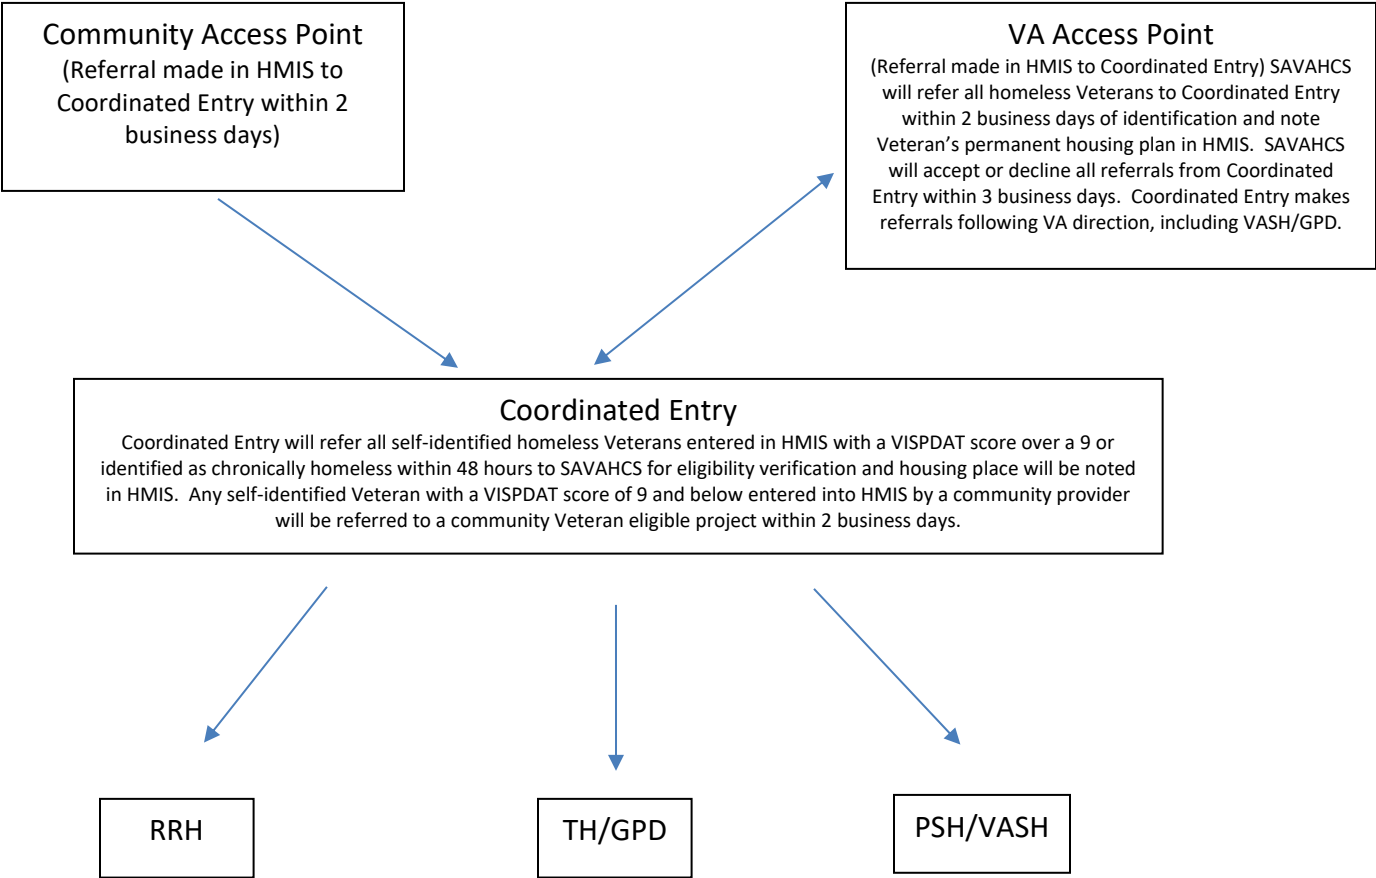 Community Access Point
(Referral made in HMIS to
Coordinated Entry within 2
business days)
VA Access Point
(Referral made in HMIS to Coordinated Entry) SAVAHCS
will refer all homeless Veterans to Coordinated Entry
within 2 business days of identification and note
Veteran’s permanent housing plan in HMIS.  SAVAHCS
will accept or decline all referrals from Coordinated
Entry within 3 business days.  Coordinated Entry makes
referrals following VA direction, including VASH/GPD.
Coordinated Entry
Coordinated Entry will refer all self-identified homeless Veterans entered in HMIS with a VISPDAT score over a 9 or
identified as chronically homeless within 48 hours to SAVAHCS for eligibility verification and housing place will be noted
in HMIS.  Any self-identified Veteran with a VISPDAT score of 9 and below entered into HMIS by a community provider
will be referred to a community Veteran eligible project within 2 business days.
RRH
TH/GPD
PSH/VASH